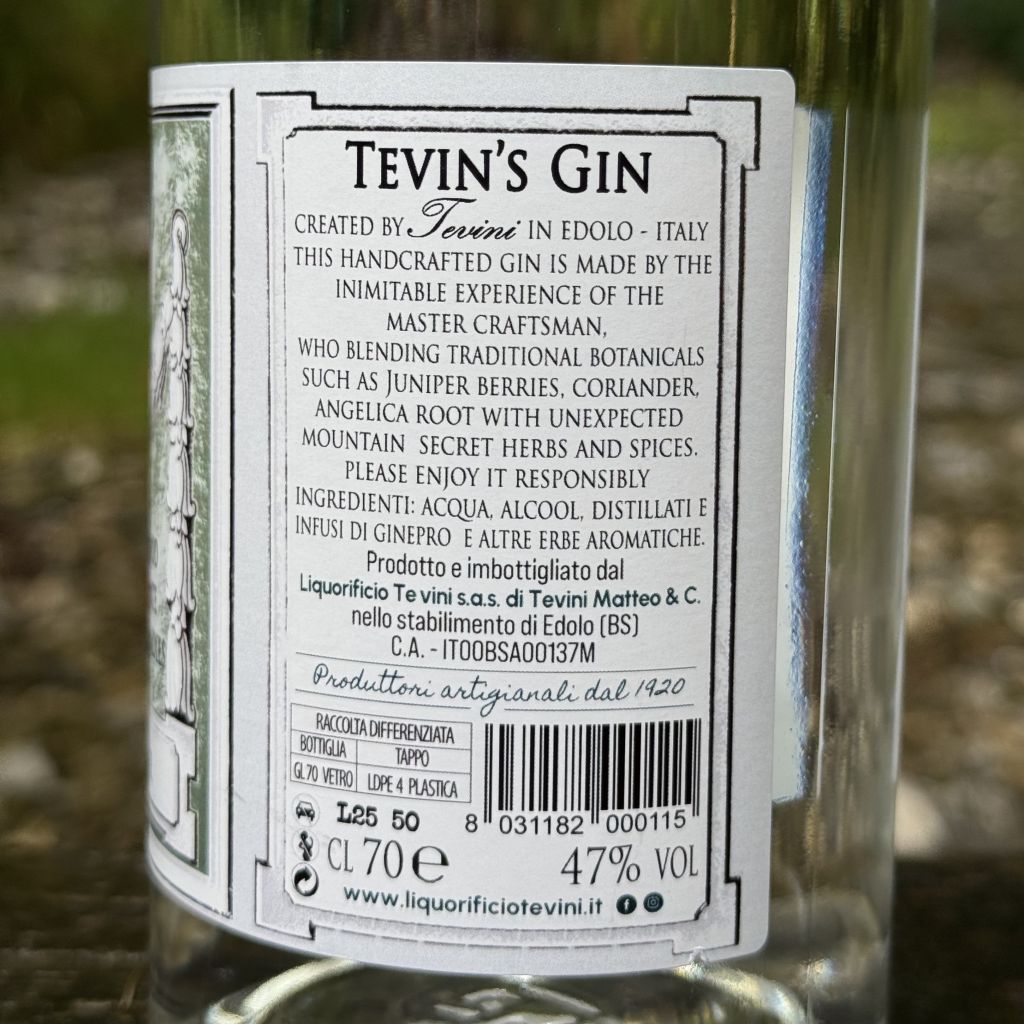 TEVIN'S GIN
CREATED BY Tevini IN EDOLO - ITALY
THIS HANDCRAFTED GIN IS MADE BY THE
INIMITABLE EXPERIENCE OF THE
MASTER CRAFTSMAN,
WHO BLENDING TRADITIONAL BOTANICALS
SUCH AS JUNIPER BERRIES, CORIANDER,
ANGELICA ROOT WITH UNEXPECTED
MOUNTAIN SECRET HERBS AND SPICES.
PLEASE ENJOY IT RESPONSIBLY
INGREDIENTI: ACQUA, ALCOOL, DISTILLATI E
INFUSI DI GINEPRO E ALTRE ERBE AROMATICHE.
Prodotto e imbottigliato dal
Liquorificio Te vini s.a.s. di Tevini Matteo & C.
nello stabilimento di Edolo (BS)
C.A. - IT00BSA00137M
Produttori artigianali dal 1920
RACCOLTA DIFFERENZIATA
BOTTIGLIA TAPPO
GL 70 VETRO LDPE 4 PLASTICA
L25 50
8 031182 000115
CL 70 e 47% VOL
www.liquorificiotevini.it